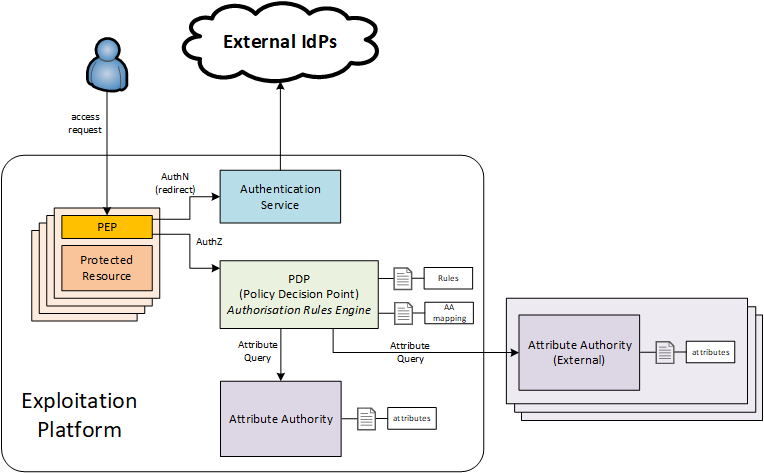 External IdPs
access
request
AuthN
(redirect)
Authentication
Service
PEP
AuthZ
Protected
Resource
PDP
(Policy Decision Point)
Authorisation Rules Engine
Rules
AA
mapping
Attribute
Query
Attribute
Query
Attribute Authority
(External)
attributes
Exploitation
Platform
Attribute Authority
attributes